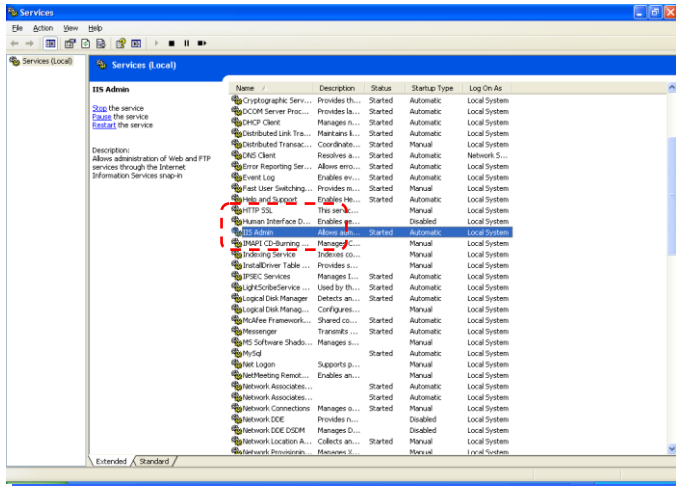 Services
File Action View Help
Services (Local)
Services (Local)
IIS Admin
Stop the service
Pause the service
Restart the service
Description:
Allows administration of Web and FTP
services through the Internet
Information Services snap-in
Name Description Status Startup Type Log On As
Cryptographic Serv... Provides th... Started Automatic Local System
DCOM Server Proc... Provides la... Started Automatic Local System
DHCP Client Manages n... Started Automatic Local System
Distributed Link Tra... Maintains li... Started Automatic Local System
Distributed Transac... Coordinate... Started Manual Local System
DNS Client Resolves a... Started Automatic Network S...
Error Reporting Ser... Allows erro... Started Automatic Local System
Event Log Enables ev... Started Automatic Local System
Fast User Switching... Provides m... Started Manual Local System
Help and Support Enables He... Started Automatic Local System
HTTP SSL This servic... Manual Local System
Human Interface D... Enables ge... Disabled Local System
IIS Admin Allows adm... Started Automatic Local System
IMAPI CD-Burning ... Manages C... Manual Local System
Indexing Service Indexes co... Manual Local System
InstallDriver Table ... Provides s... Manual Local System
IPSEC Services Manages I... Started Automatic Local System
LightScribeService ... Used by th... Started Automatic Local System
Logical Disk Manager Detects an... Started Automatic Local System
Logical Disk Manag... Configures... Manual Local System
McAfee Framework... Shared co... Started Automatic Local System
Messenger Transmits ... Started Automatic Local System
MS Software Shado... Manages s... Manual Local System
MySql Started Automatic Local System
Net Logon Supports p... Manual Local System
NetMeeting Remot... Enables an... Manual Local System
Network Associates... Started Automatic Local System
Network Associates... Started Automatic Local System
Network Connections Manages o... Started Manual Local System
Network DDE Provides n... Disabled Local System
Network DDE DSDM Manages D... Disabled Local System
Network Location A... Collects an... Started Manual Local System
Network Provisionin... Manages X... Manual Local System
Extended Standard